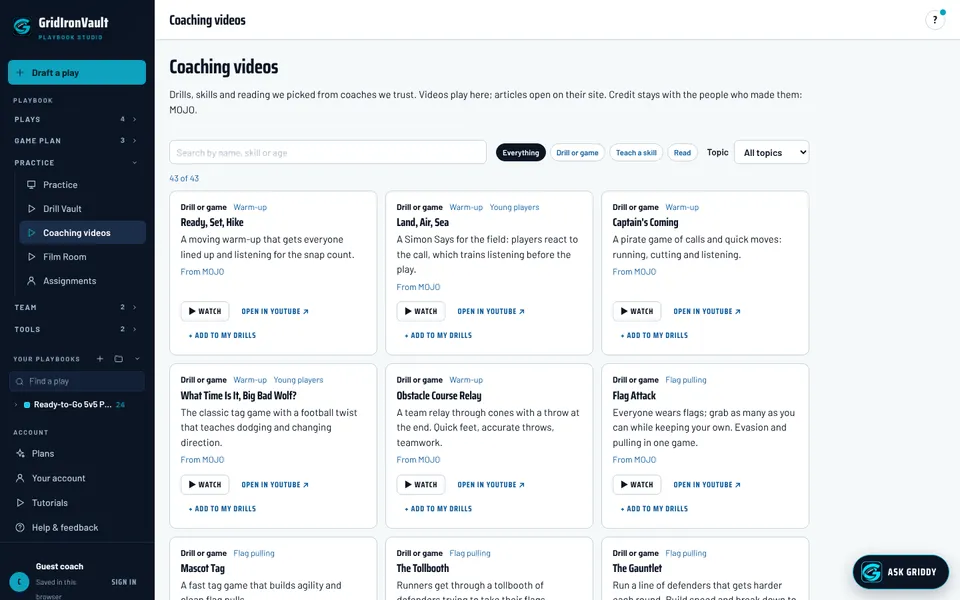 GridIronVault
PLAYBOOK STUDIO
+ Draft a play
PLAYBOOK
PLAYS 4
GAME PLAN 3
PRACTICE
Practice
Drill Vault
Coaching videos
Film Room
Assignments
TEAM 2
TOOLS 2
YOUR PLAYBOOKS
Find a play
Ready-to-Go 5v5 P... 24
ACCOUNT
Plans
Your account
Tutorials
Help & feedback
C
Guest coach
Saved in this
browser
SIGN IN
Coaching videos
?
Coaching videos
Drills, skills and reading we picked from coaches we trust. Videos play here; articles open on their site. Credit stays with the people who made them:
MOJO.
Search by name, skill or age
Everything
Drill or game
Teach a skill
Read
Topic
All topics
43 of 43
Drill or game Warm-up
Ready, Set, Hike
A moving warm-up that gets everyone
lined up and listening for the snap count.
From MOJO
WATCH
OPEN IN YOUTUBE ↗
+ ADD TO MY DRILLS
Drill or game Warm-up Young players
Land, Air, Sea
A Simon Says for the field: players react to
the call, which trains listening before the
play.
From MOJO
WATCH
OPEN IN YOUTUBE ↗
+ ADD TO MY DRILLS
Drill or game Warm-up
Captain's Coming
A pirate game of calls and quick moves:
running, cutting and listening.
From MOJO
WATCH
OPEN IN YOUTUBE ↗
+ ADD TO MY DRILLS
Drill or game Warm-up Young players
What Time Is It, Big Bad Wolf?
The classic tag game with a football twist
that teaches dodging and changing
direction.
From MOJO
WATCH
OPEN IN YOUTUBE ↗
+ ADD TO MY DRILLS
Drill or game Warm-up
Obstacle Course Relay
A team relay through cones with a throw at
the end. Quick feet, accurate throws,
teamwork.
From MOJO
WATCH
OPEN IN YOUTUBE ↗
+ ADD TO MY DRILLS
Drill or game Flag pulling
Flag Attack
Everyone wears flags; grab as many as you
can while keeping your own. Evasion and
pulling in one game.
From MOJO
WATCH
OPEN IN YOUTUBE ↗
+ ADD TO MY DRILLS
Drill or game Flag pulling
Mascot Tag
A fast tag game that builds agility and
clean flag pulls.
Drill or game Flag pulling
The Tollbooth
Runners get through a tollbooth of
defenders trying to take their flags.
Drill or game Flag pulling
The Gauntlet
Run a line of defenders that gets harder
each round. Build speed and break down to
ASK GRIDDY